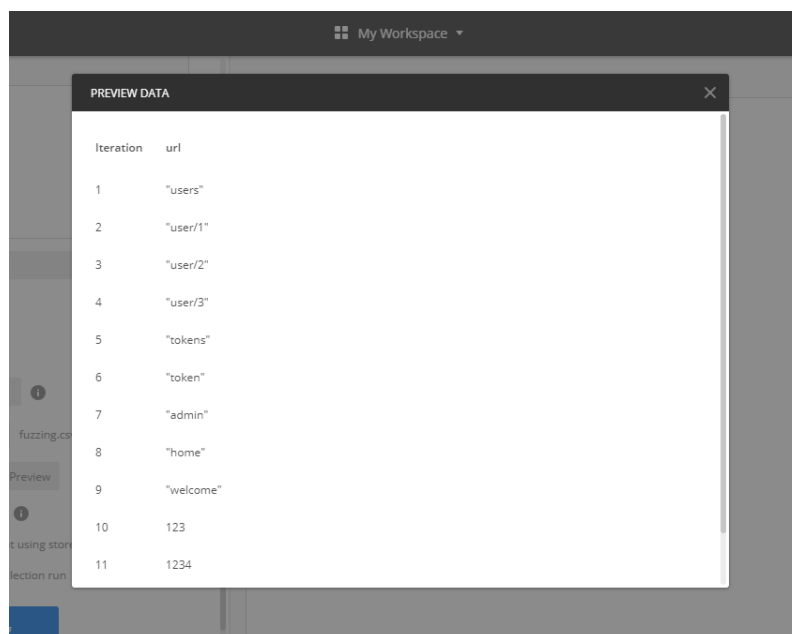 My Workspace
PREVIEW DATA
Iteration url
1 "users"
2 "user/1"
3 "user/2"
4 "user/3"
5 "tokens"
6 "token"
7 "admin"
fuzzing.cs
8 "home"
Preview
9 "welcome"
10 123
t using store
11 1234
lection run